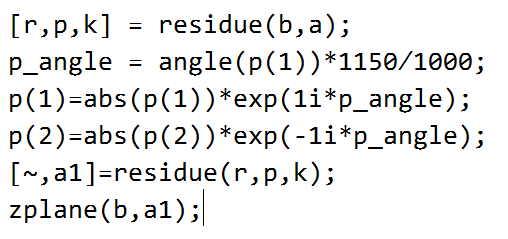 [r,p,k] = residue(b,a);
p_angle = angle(p(1))*1150/1000;
p(1)=abs(p(1))*exp(1i*p_angle);
p(2)=abs(p(2))*exp(-1i*p_angle);
[~,a1]=residue(r,p,k);
zplane(b,a1);